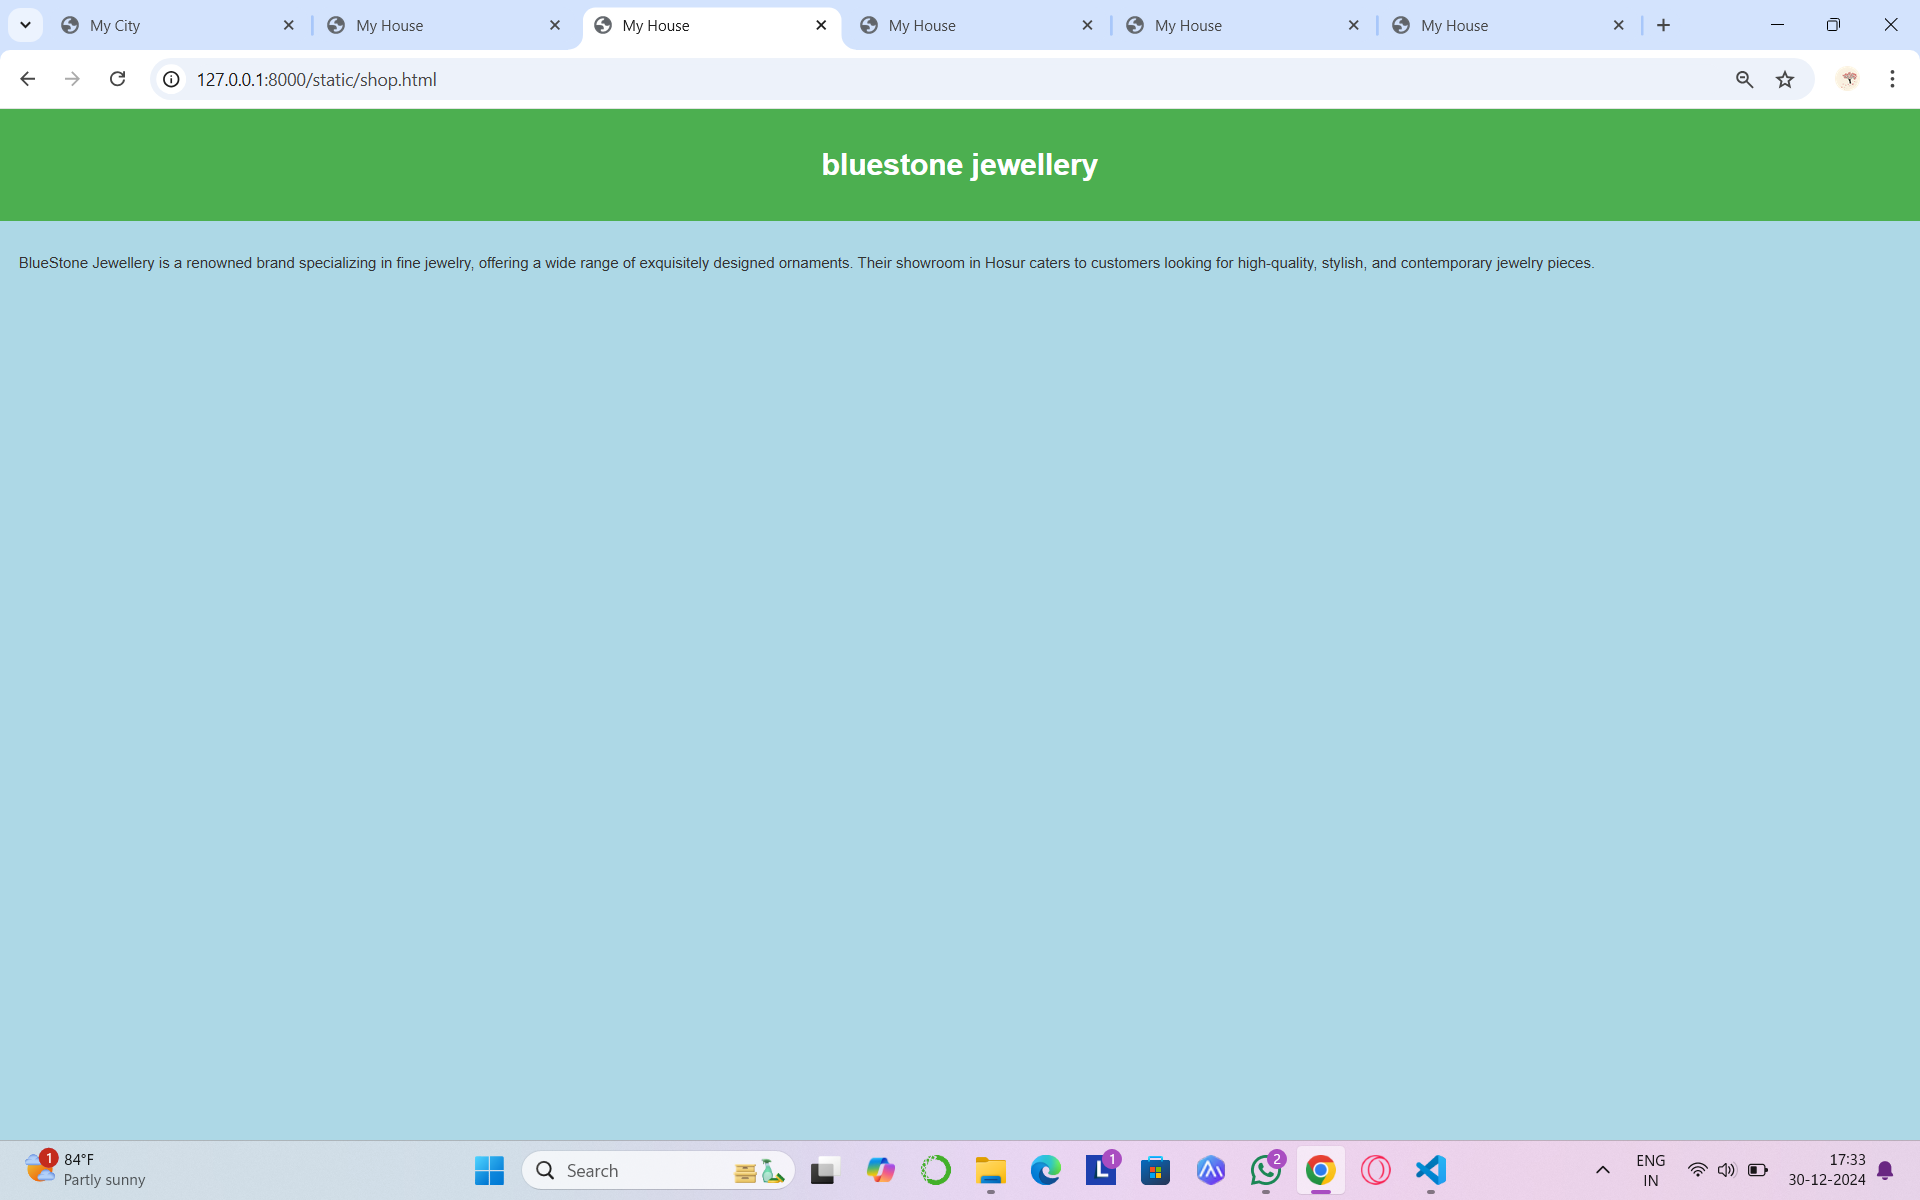 My City
My House
My House
My House
My House
My House
127.0.0.1:8000/static/shop.html
bluestone jewellery
BlueStone Jewellery is a renowned brand specializing in fine jewelry, offering a wide range of exquisitely designed ornaments. Their showroom in Hosur caters to customers looking for high-quality, stylish, and contemporary jewelry pieces.
1
84°F
Partly sunny
Search
L
1
2
ENG
IN
17:33
30-12-2024